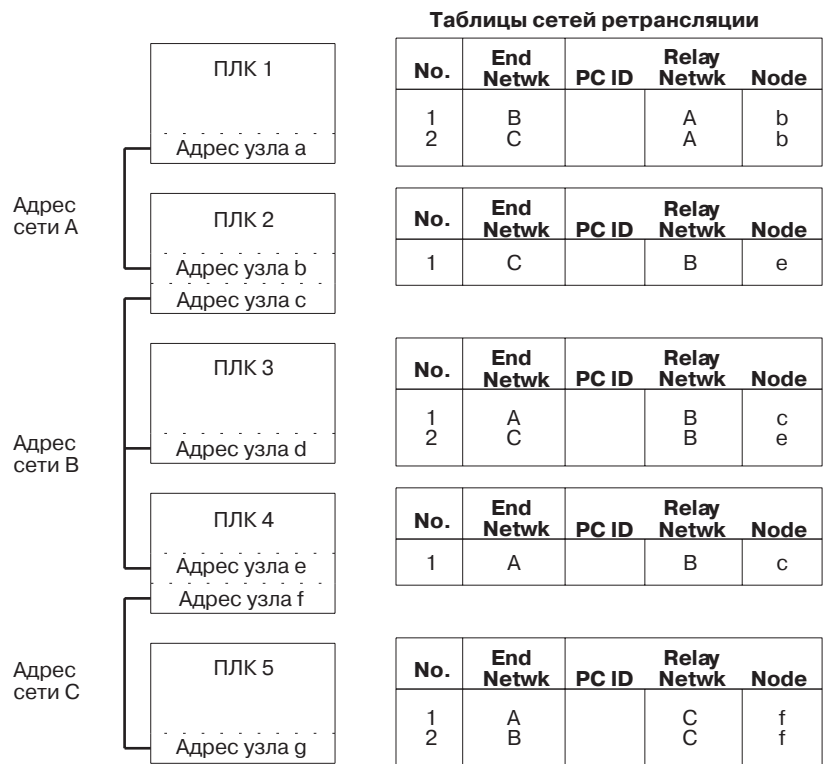 Таблицы сетей ретрансляции
ПЛК 1
Адрес узла a
No. End Netwk PC ID Relay Netwk Node
1 B A b
2 C A b
Адрес
сети A
ПЛК 2
Адрес узла b
Адрес узла c
No. End Netwk PC ID Relay Netwk Node
1 C B e
ПЛК 3
Адрес узла d
No. End Netwk PC ID Relay Netwk Node
1 A B c
2 C B e
Адрес
сети B
ПЛК 4
Адрес узла e
Адрес узла f
No. End Netwk PC ID Relay Netwk Node
1 A B c
Адрес
сети C
ПЛК 5
Адрес узла g
No. End Netwk PC ID Relay Netwk Node
1 A C f
2 B C f